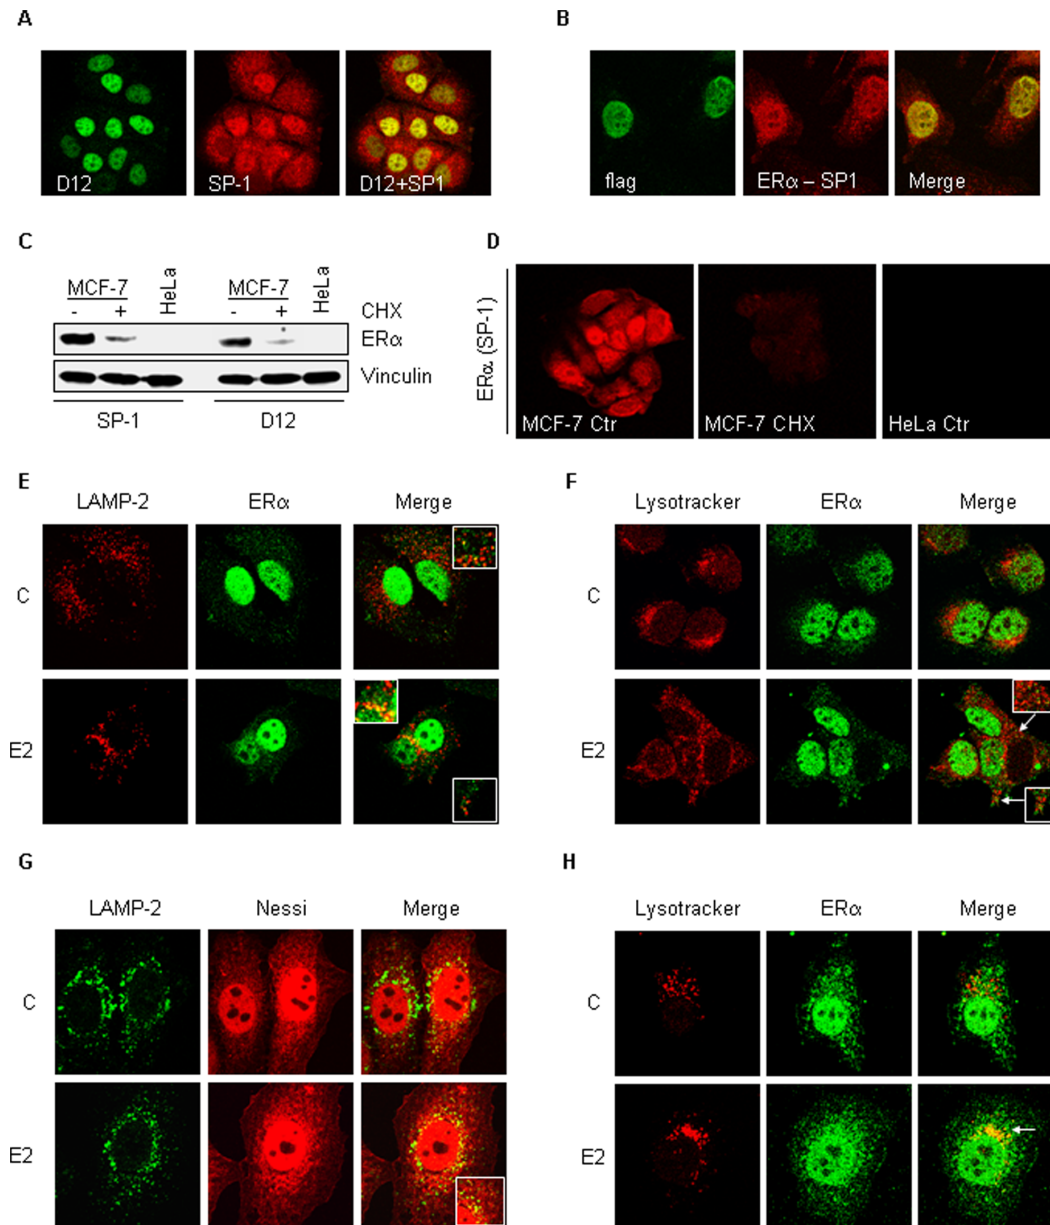 A
D12
SP-1
D12+SP1
B
flag
ERα – SP1
Merge
C
MCF-7
HeLa
MCF-7
HeLa
- + - + CHX
ERα
Vinculin
SP-1
D12
D
ERα (SP-1)
MCF-7 Ctr
MCF-7 CHX
HeLa Ctr
E
LAMP-2
ERα
Merge
C
E2
F
Lysotracker
ERα
Merge
C
E2
G
LAMP-2
Nessi
Merge
C
E2
H
Lysotracker
ERα
Merge
C
E2